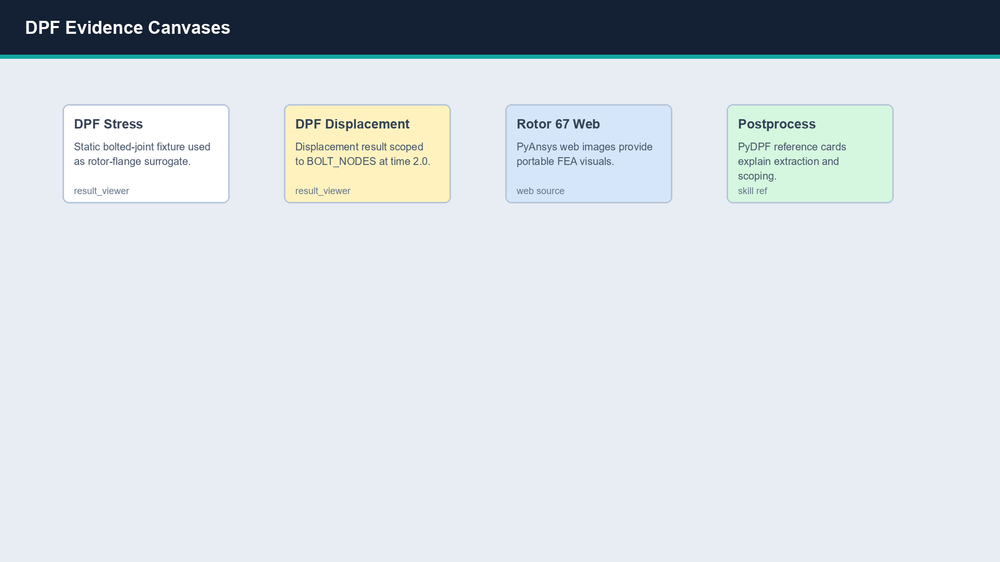 DPF Evidence Canvases
DPF Stress
Static bolted-joint fixture used
as rotor-flange surrogate.
result_viewer
DPF Displacement
Displacement result scoped
to BOLT_NODES at time 2.0.
result_viewer
Rotor 67 Web
PyAnsys web images provide
portable FEA visuals.
web source
Postprocess
PyDPF reference cards
explain extraction and
scoping.
skill ref